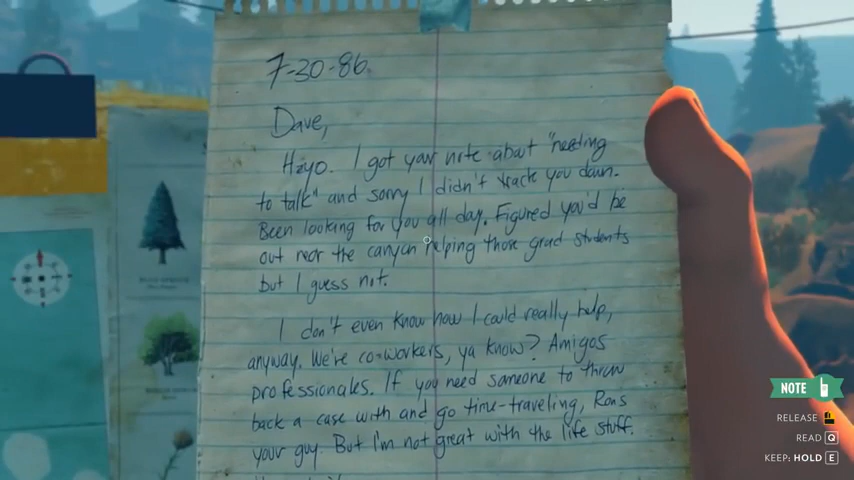 7-30-86.
Dave,
Heyo. I got your note about "needing
to talk" and sorry I didn't track you down.
Been looking for you all day. Figured you'd be
out near the canyon helping those grad students
but I guess not.
I don't even know how I could really help,
anyway. We're co-workers, ya know? Amigos
professionales. If you need someone to throw
back a case with and go time-traveling, Ron's
your guy. But I'm not great with the life stuff.
NOTE
RELEASE
READ Q
KEEP: HOLD E